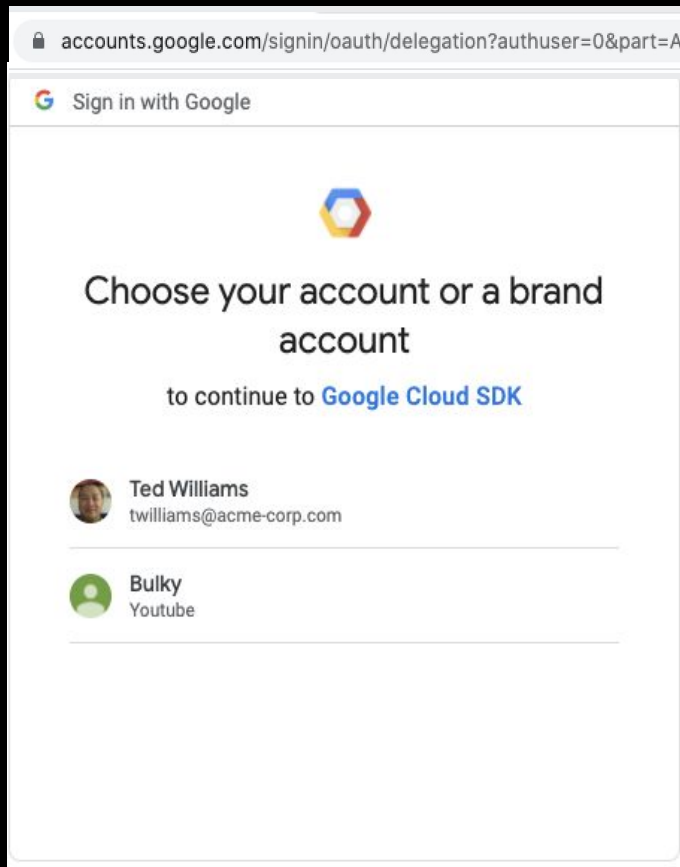 accounts.google.com/signin/oauth/delegation?authuser=0&part=A
Sign in with Google
Choose your account or a brand
account
to continue to Google Cloud SDK
Ted Williams
twilliams@acme-corp.com
Bulky
Youtube